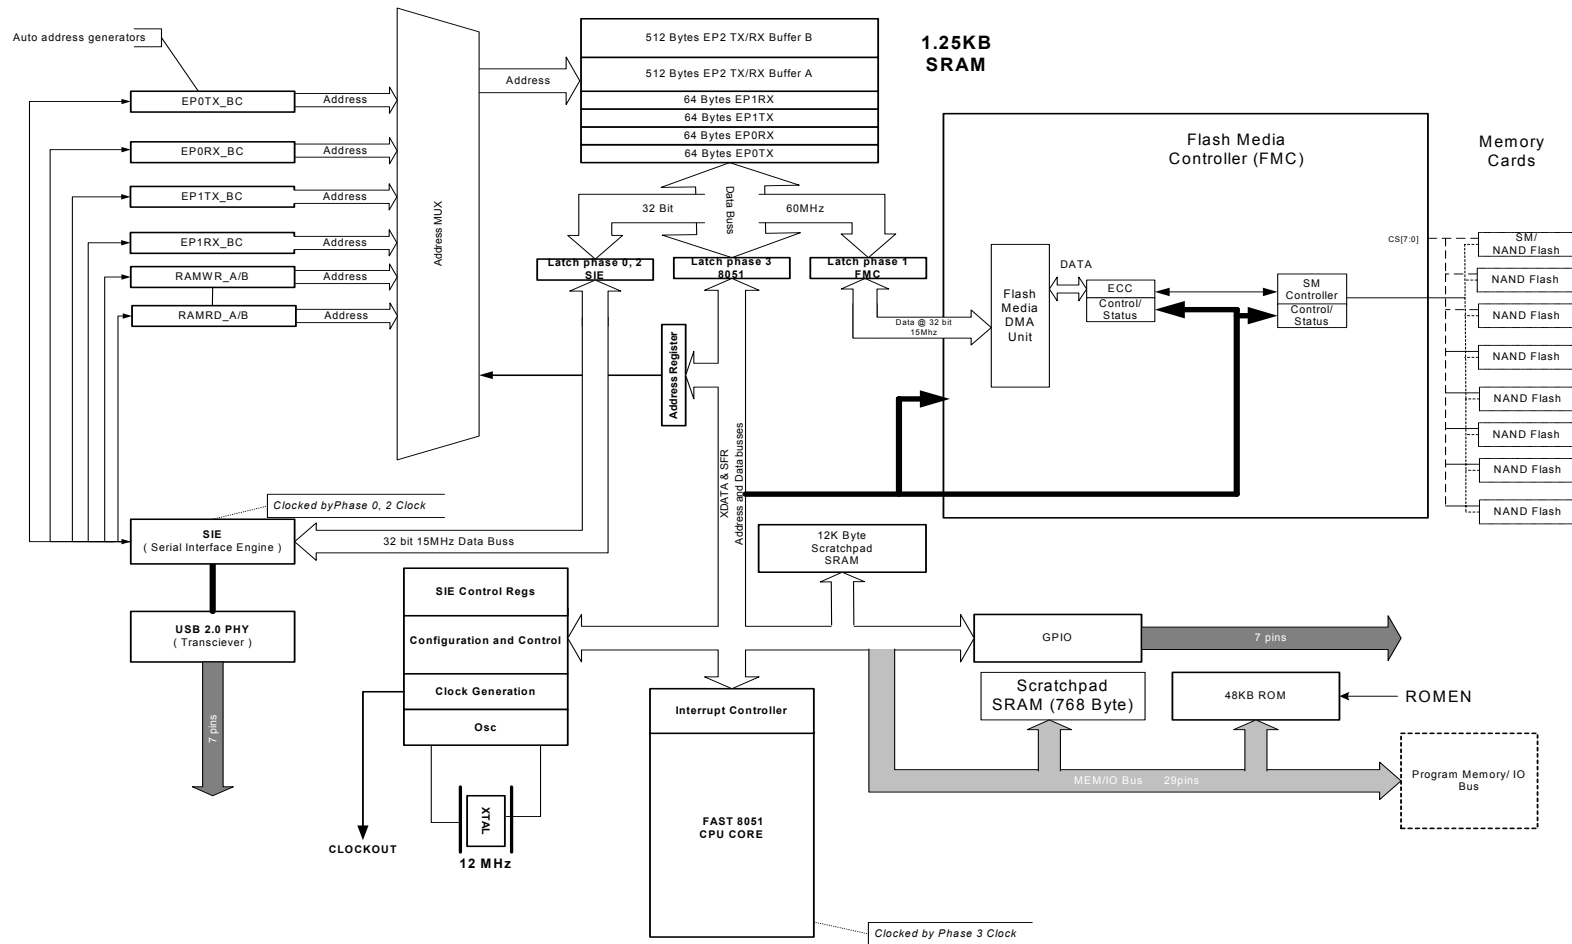 Auto address generators
EP0TX_BC
Address
EP0RX_BC
Address
EP1TX_BC
Address
EP1RX_BC
Address
RAMWR_A/B
Address
RAMRD_A/B
Address
Address MUX
Address
512 Bytes EP2 TX/RX Buffer B
512 Bytes EP2 TX/RX Buffer A
64 Bytes EP1RX
64 Bytes EP1TX
64 Bytes EP0RX
64 Bytes EP0TX
1.25KB
SRAM
32 Bit
Data Buss
60MHz
Latch phase 0, 2
SIE
Latch phase 3
8051
Latch phase 1
FMC
Data @ 32 bit
15Mhz
Address Register
XDATA & SFR
Address and Data busses
Flash Media
Controller (FMC)
Flash
Media
DMA
Unit
DATA
ECC
Control/
Status
SM
Controller
Control/
Status
CS[7:0]
Memory
Cards
SM/
NAND Flash
NAND Flash
NAND Flash
NAND Flash
NAND Flash
NAND Flash
NAND Flash
NAND Flash
Clocked byPhase 0, 2 Clock
SIE
( Serial Interface Engine )
32 bit 15MHz Data Buss
USB 2.0 PHY
( Transciever )
7 pins
SIE Control Regs
Configuration and Control
Clock Generation
Osc
XTAL
12 MHz
CLOCKOUT
12K Byte
Scratchpad
SRAM
GPIO
7 pins
Interrupt Controller
FAST 8051
CPU CORE
Clocked by Phase 3 Clock
Scratchpad
SRAM (768 Byte)
48KB ROM
ROMEN
MEM/IO Bus 29pins
Program Memory/ IO
Bus